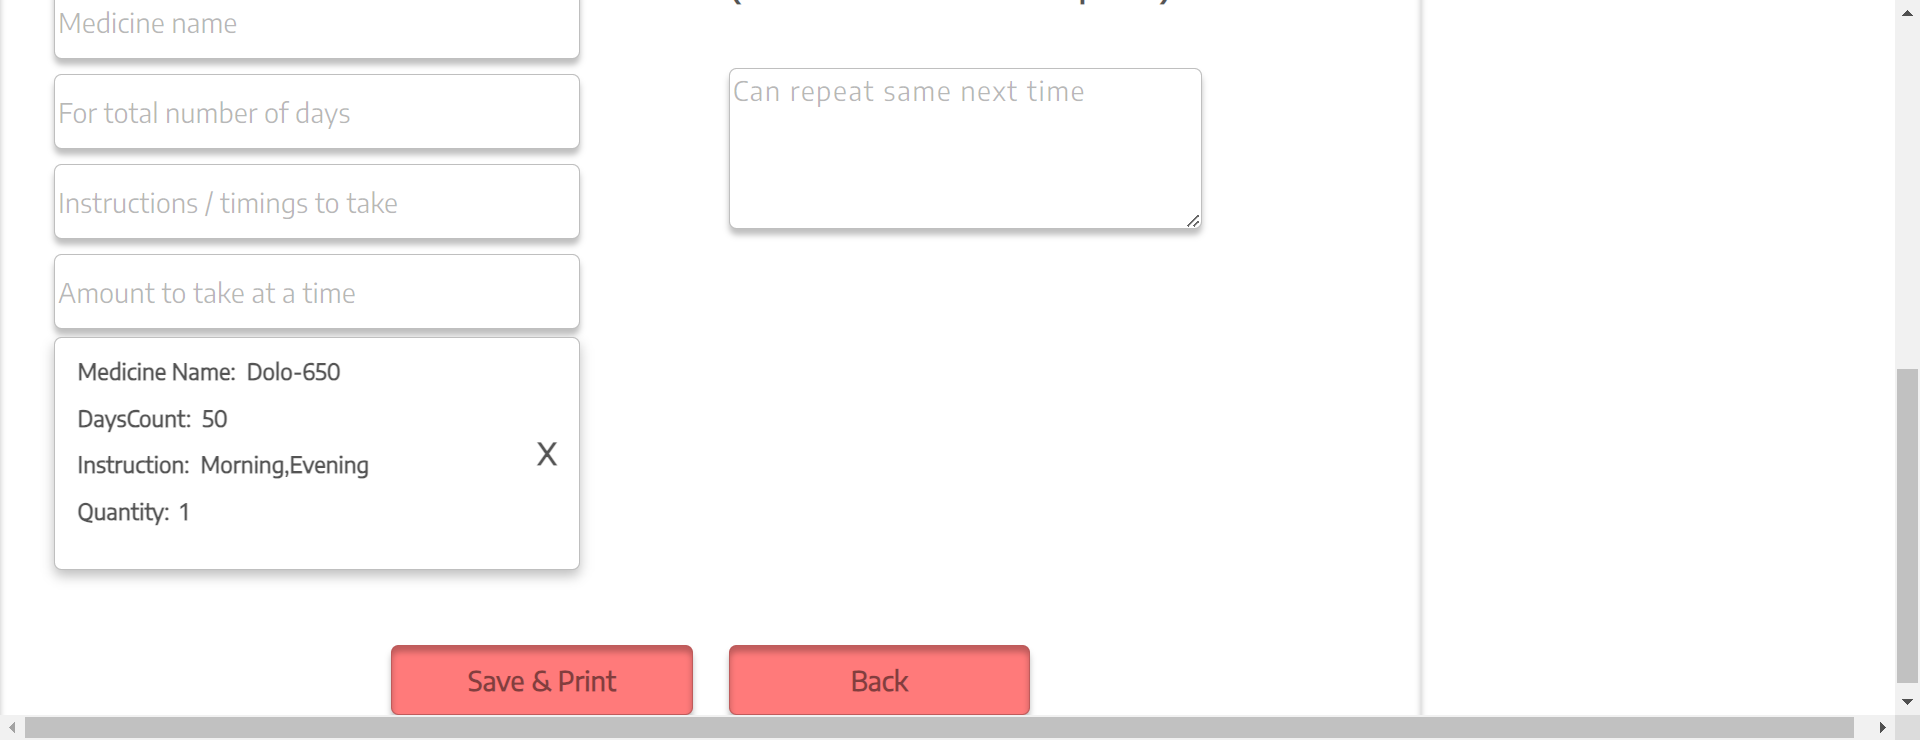 Medicine name
For total number of days
Instructions / timings to take
Amount to take at a time
Medicine Name: Dolo-650
DaysCount: 50
Instruction: Morning,Evening
Quantity: 1
X
Can repeat same next time
Save & Print
Back